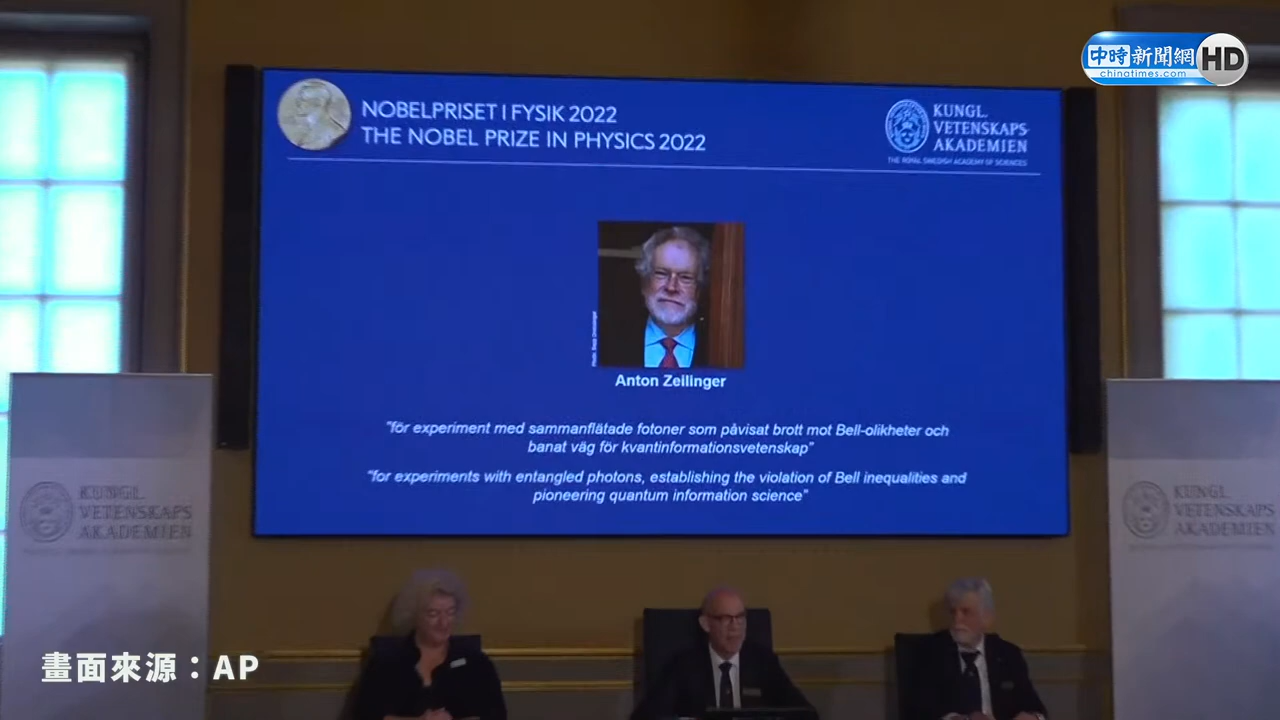 中時新聞網 HD
chinatimes.com
NOBELPRISET I FYSIK 2022
THE NOBEL PRIZE IN PHYSICS 2022
KUNGL.
VETENSKAPS-
AKADEMIEN
THE ROYAL SWEDISH ACADEMY OF SCIENCES
Anton Zeilinger
"för experiment med sammanflätade fotoner som påvisat brott mot Bell-olikheter och
banat väg för kvantinformationsvetenskap"
"for experiments with entangled photons, establishing the violation of Bell inequalities and
pioneering quantum information science"
KUNGL.
VETENSKAPS
AKADEMIEN
KUNGL.
VETENSKAPS
AKADEMIEN
畫面來源：AP